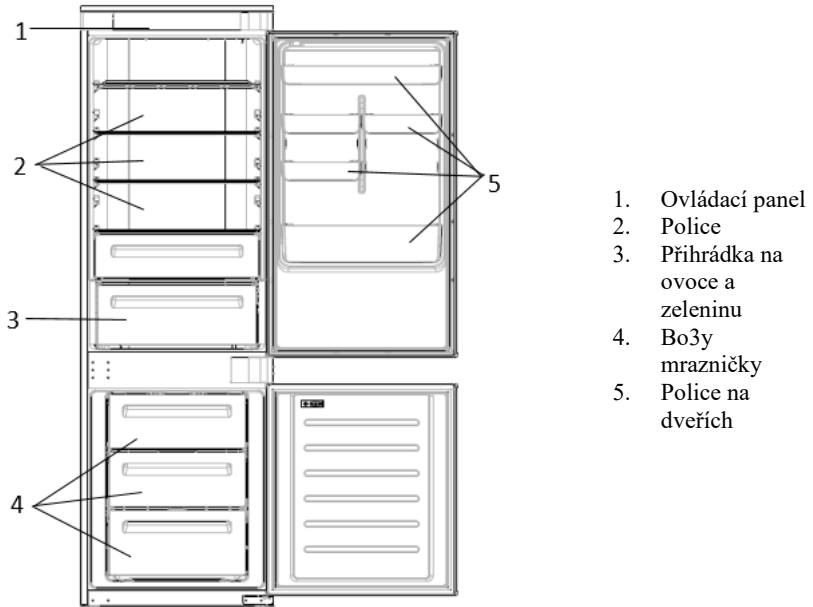 1
2
3
4
5
1. Ovládací panel
2. Police
3. Přihrádka na
ovoce a
zeleninu
4. Bo3y
mrazničky
5. Police na
dveřích